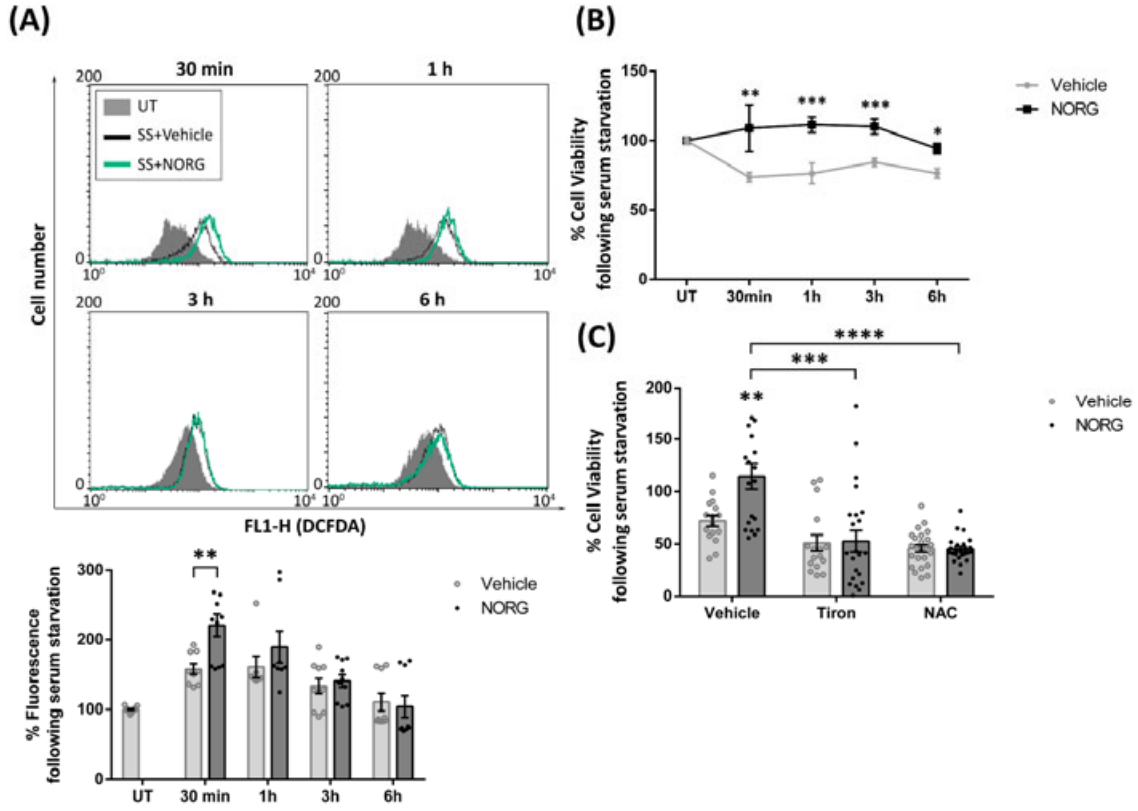 (A)
30 min
1 h
200
200
UT
SS+Vehicle
SS+NORG
0
0
10⁰
10⁴
10⁰
10⁴
3 h
6 h
200
200
0
0
10⁰
10⁴
10⁰
10⁴
Cell number
FL1-H (DCFDA)
% Fluorescence
following serum starvation
300
200
100
0
**
Vehicle
NORG
UT
30 min
1h
3h
6h
(B)
% Cell Viability
following serum starvation
150
100
50
0
**
***
***
*
Vehicle
NORG
UT
30min
1h
3h
6h
(C)
% Cell Viability
following serum starvation
200
150
100
50
0
****
***
**
Vehicle
NORG
Vehicle
Tiron
NAC